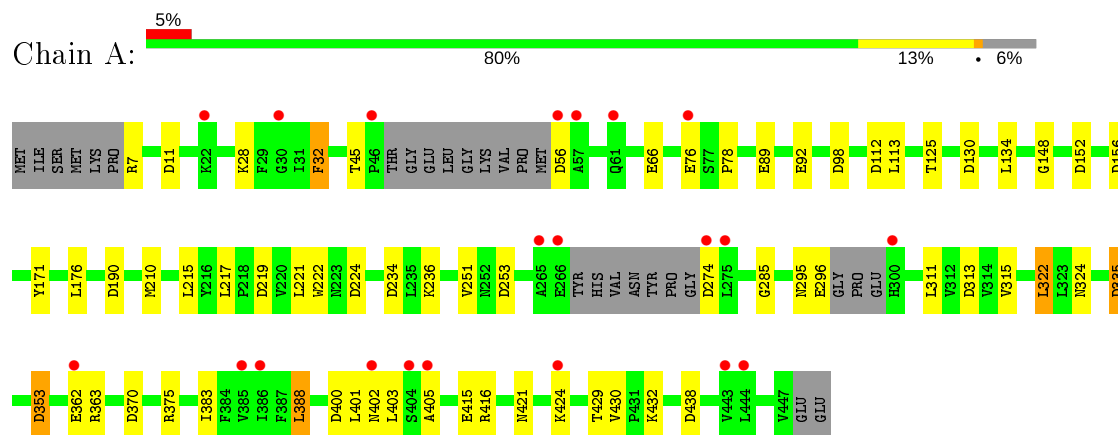 5%
Chain A:
80% 13% • 6%
MET ILE SER MET LYS PRO R7 D11 K22 K28 F29 G30 I31 F32 T45 P46 THR GLY GLU LEU GLY LYS VAL PRO MET D56 A57 Q61 E66 E76 S77 P78 E89 E92 D98 D112 L113 T125 D130 L134 G148 D152 D156
Y171 L176 D190 M210 L215 Y216 L217 P218 D219 V220 L221 W222 N223 D224 D234 L235 K236 V251 N252 D253 A265 E266 TYR HIS VAL ASN TYR PRO GLY D274 L275 G285 N295 E296 GLY PRO GLU H300 L311 V312 D313 V314 V315 L322 L323 N324 D335
D353 E362 R363 D370 R375 I383 F384 V385 I386 F387 L388 D400 L401 N402 L403 S404 A405 E415 R416 N421 K424 T429 V430 P431 K432 D438 V443 L444 V447 GLU GLU